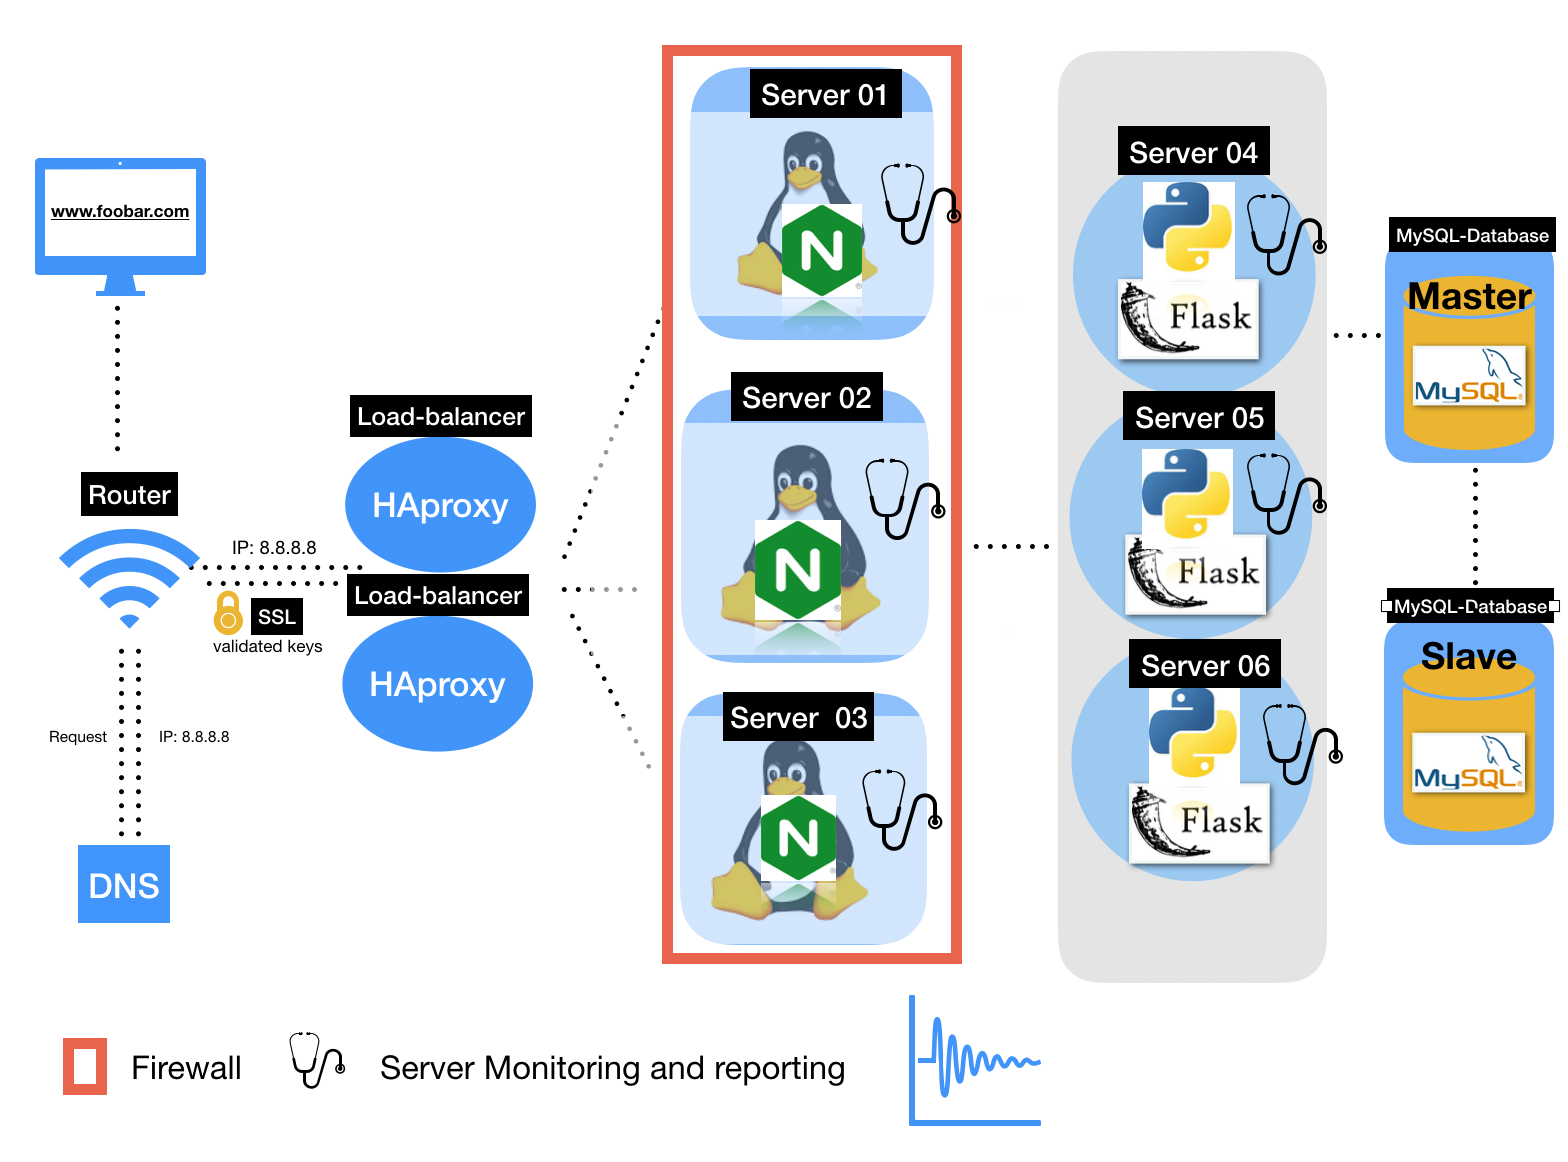 www.foobar.com
Router
IP: 8.8.8.8
SSL
validated keys
Request
IP: 8.8.8.8
DNS
Load-balancer
HAproxy
Load-balancer
HAproxy
Server 01
N
®
Server 02
N
®
Server  03
N
®
Server 04
Flask
Server 05
Flask
Server 06
Flask
MySQL-Database
Master
MySQL®
MySQL-Database
Slave
MySQL®
Firewall
Server Monitoring and reporting